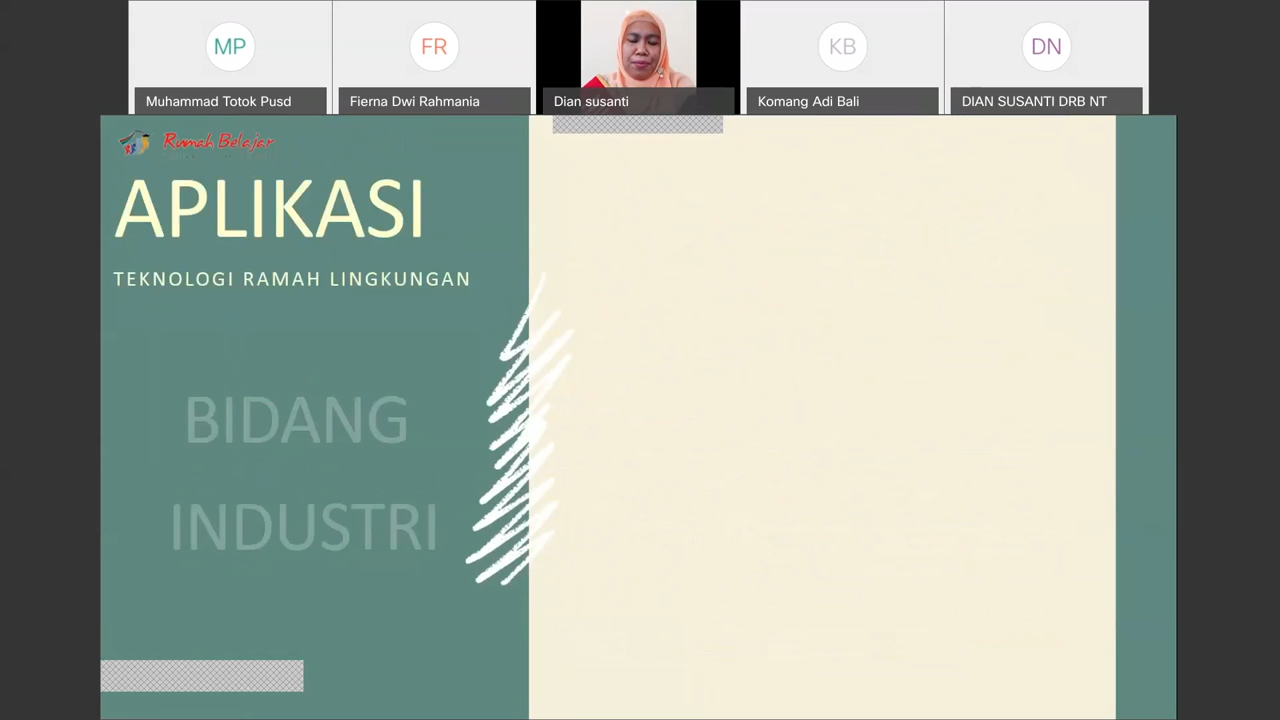 MP
FR
KB
DN
Muhammad Totok Pusd
Fierna Dwi Rahmania
Dian susanti
Komang Adi Bali
DIAN SUSANTI DRB NT
Rumah Belajar
APLIKASI
TEKNOLOGI RAMAH LINGKUNGAN
BIDANG
INDUSTRI